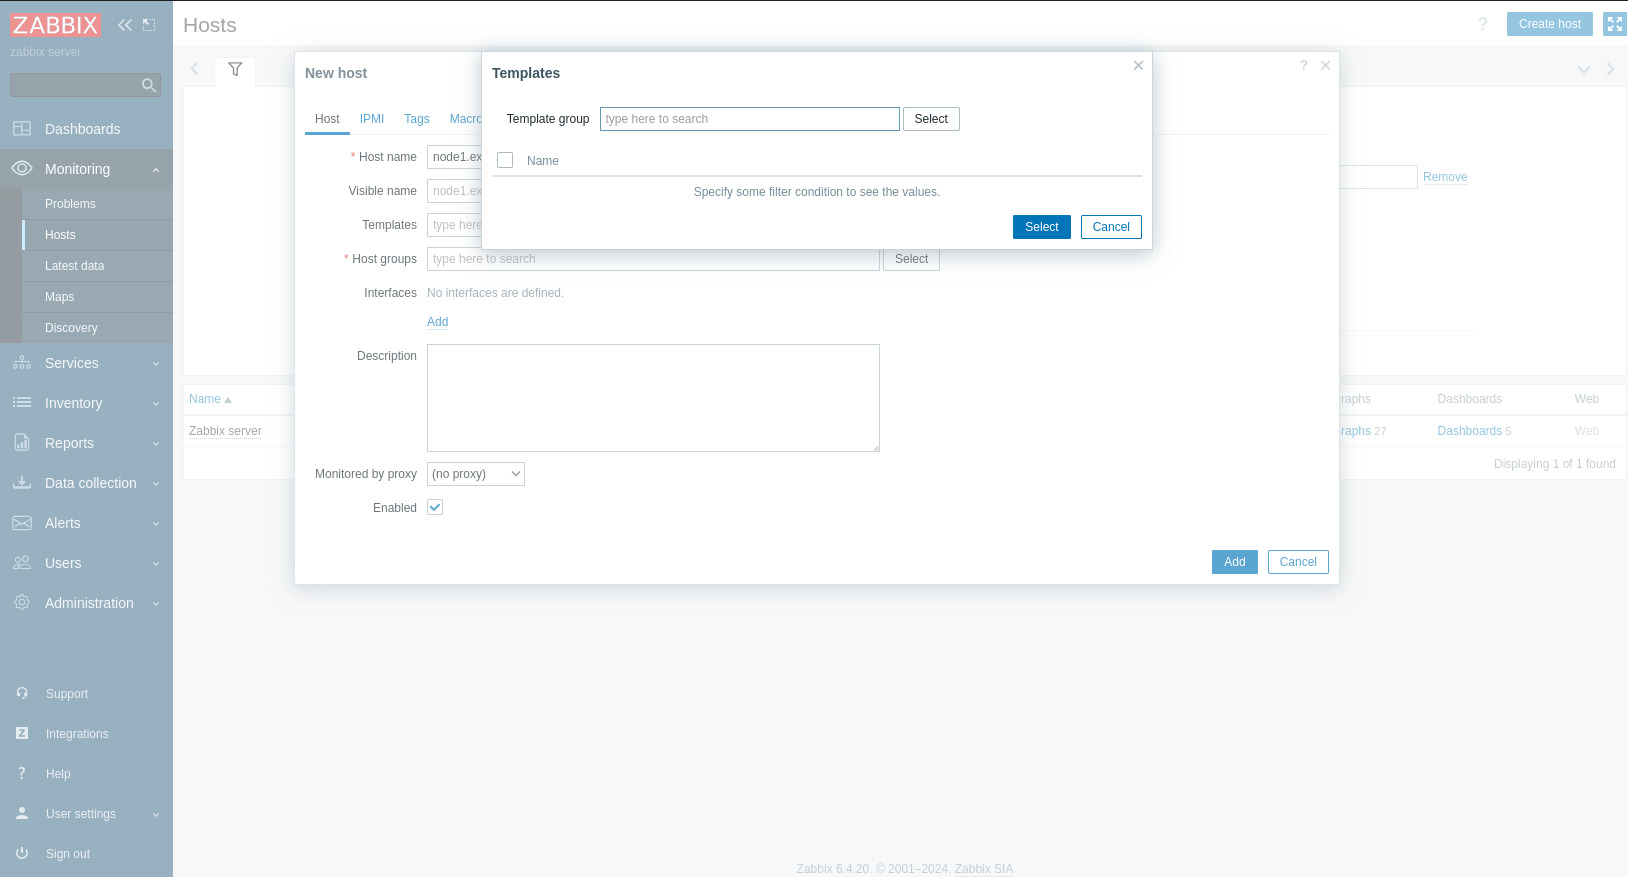 ZABBIX
zabbix server
Dashboards
Monitoring
Problems
Hosts
Latest data
Maps
Discovery
Services
Inventory
Reports
Data collection
Alerts
Users
Administration
Support
Integrations
Help
User settings
Sign out
Hosts
? Create host
Remove
Name
Zabbix server
raphs Dashboards Web
raphs 27 Dashboards 5 Web
Displaying 1 of 1 found
New host
?
Host IPMI Tags Macro
* Host name node1.ex
Visible name node1.ex
Templates type here
* Host groups type here to search Select
Interfaces No interfaces are defined.
Add
Description
Monitored by proxy (no proxy)
Enabled
Add Cancel
Templates
Template group type here to search Select
Name
Specify some filter condition to see the values.
Select Cancel
Zabbix 6.4.20. © 2001–2024, Zabbix SIA